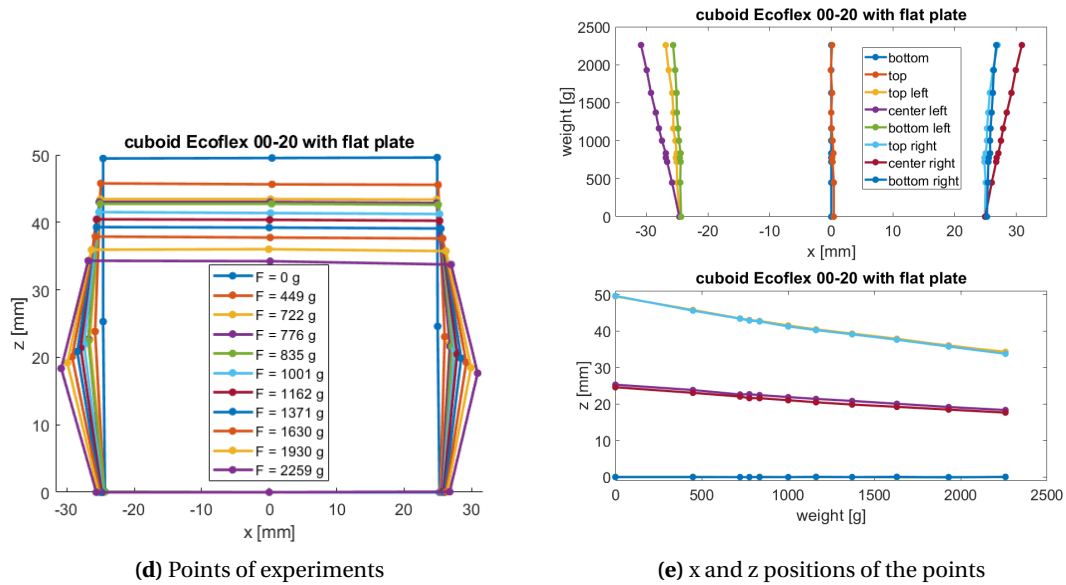 cuboid Ecoflex 00-20 with flat plate
50
40
30
20
10
0
z [mm]
F = 0 g
F = 449 g
F = 722 g
F = 776 g
F = 835 g
F = 1001 g
F = 1162 g
F = 1371 g
F = 1630 g
F = 1930 g
F = 2259 g
-30 -20 -10 0 10 20 30
x [mm]
(d) Points of experiments
cuboid Ecoflex 00-20 with flat plate
2500
2000
1500
1000
500
0
weight [g]
bottom
top
top left
center left
bottom left
top right
center right
bottom right
-30 -20 -10 0 10 20 30
x [mm]
cuboid Ecoflex 00-20 with flat plate
50
40
30
20
10
0
z [mm]
0 500 1000 1500 2000 2500
weight [g]
(e) x and z positions of the points